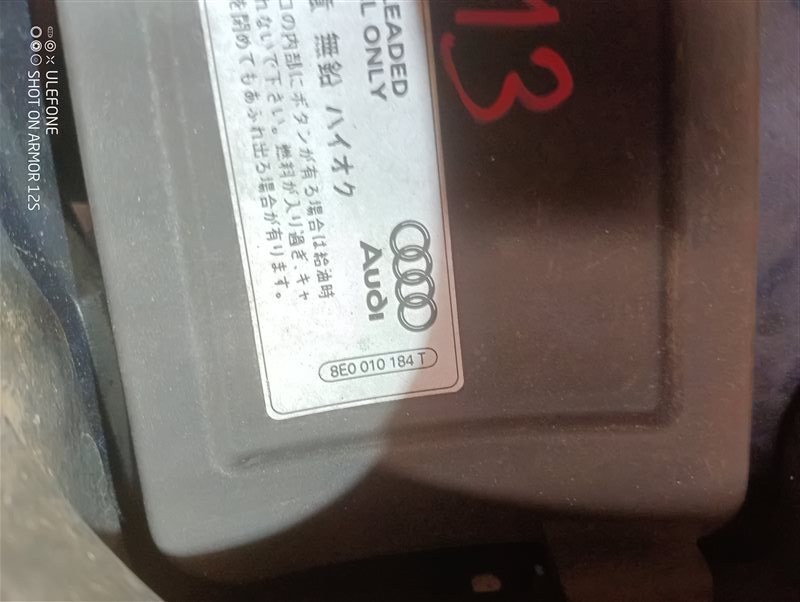 13
LEADED
L ONLY
Audi
無鉛 ハイオク
口の内部にボタンが有る場合は給油時
れないで下さい。燃料が入り過ぎ、キャ
を閉めてもあふれ出る場合が有ります。
8E0 010 184 T
ULEFONE
SHOT ON ARMOR 12S